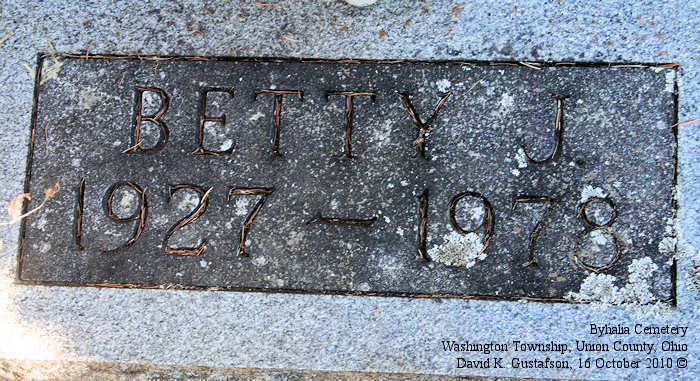 BETTY J.
1927 — 1978
Byhalia Cemetery
Washington Township, Union County, Ohio
David K. Gustafson, 16 October 2010 ©